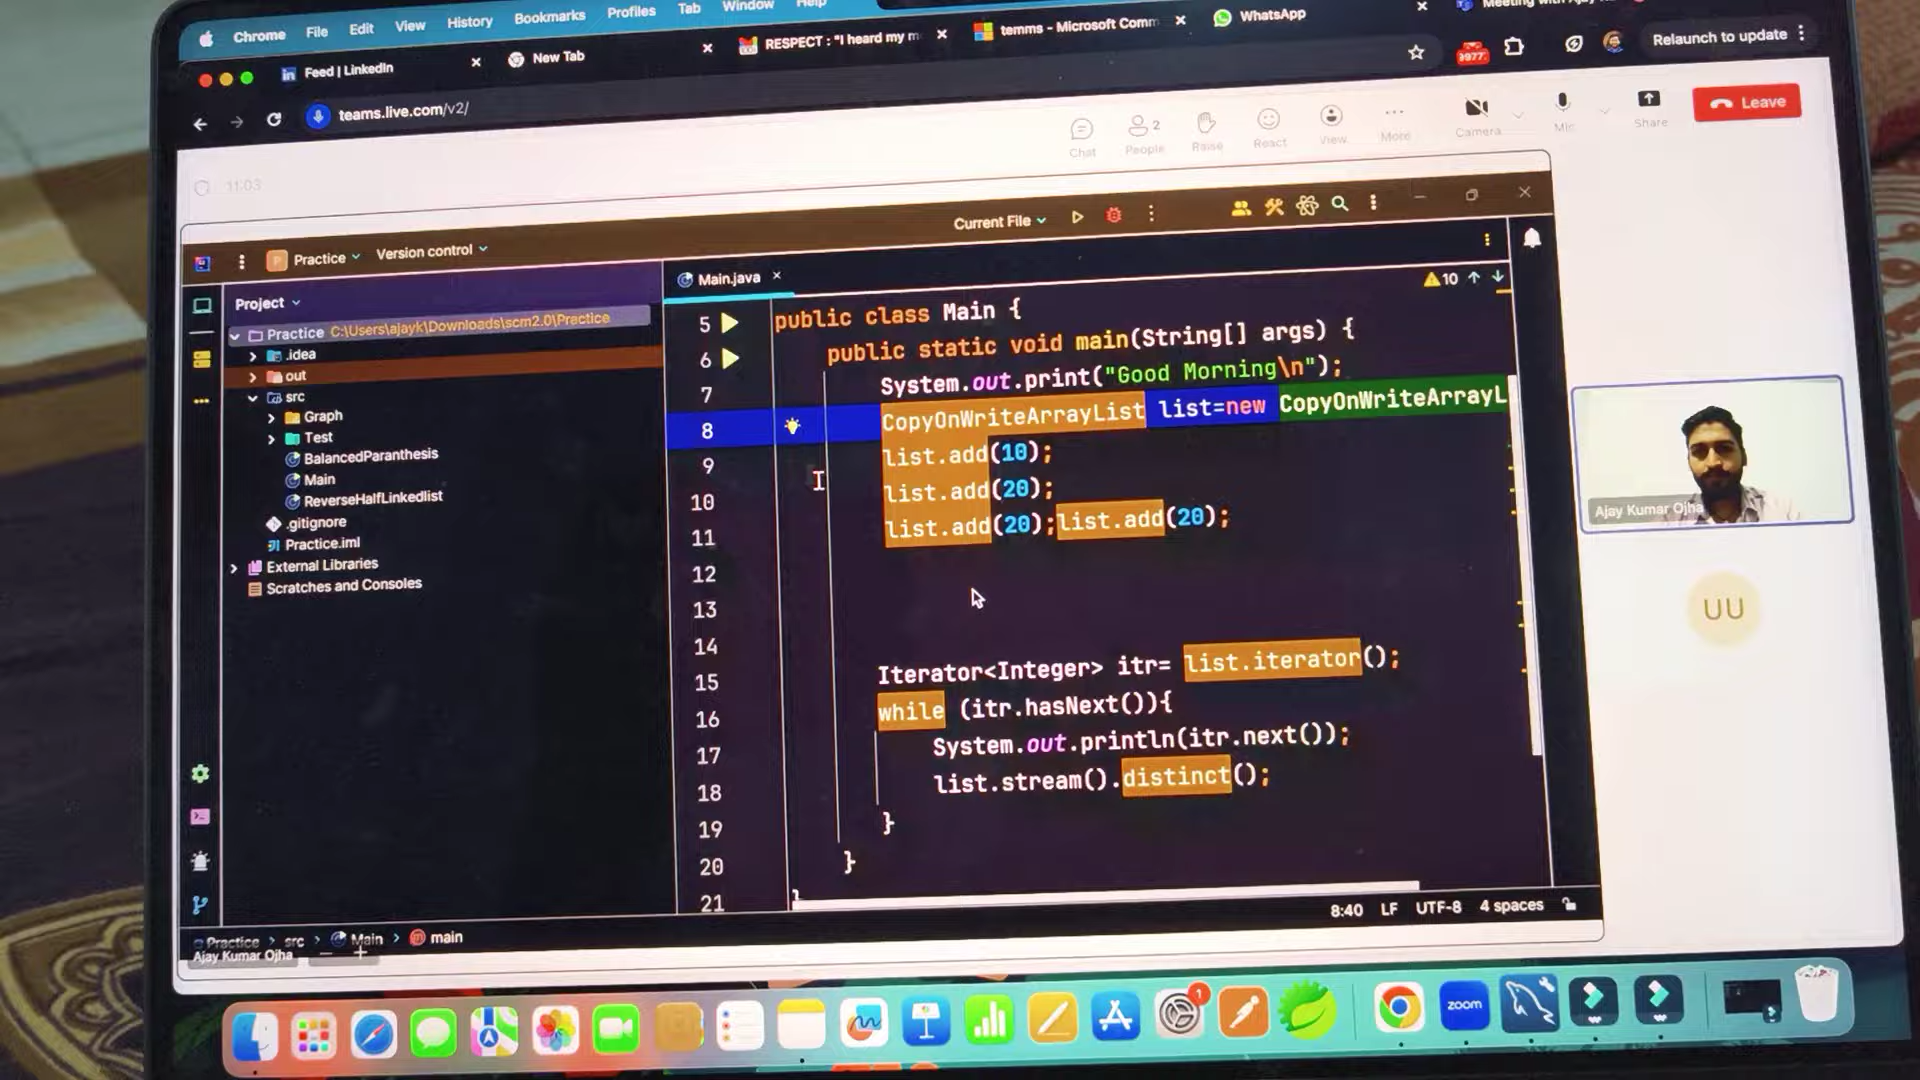 Chrome File Edit View History Bookmarks Profiles Tab Window Help
Feed | LinkedIn
New Tab
RESPECT : "I heard my m
temms - Microsoft Comm
WhatsApp
teams.live.com/v2/
3977
Relaunch to update
11:03
Chat
2
People
Raise
React
View
More
Camera
Mic
Share
Leave
P Practice
Version control
Current File
Project
Main.java
10
Practice C:\Users\ajayk\Downloads\scm2.0\Practice
.idea
out
src
Graph
Test
BalancedParanthesis
Main
ReverseHalfLinkedlist
.gitignore
Practice.iml
External Libraries
Scratches and Consoles
5 public class Main {
6 public static void main(String[] args) {
7 System.out.print("Good Morning\n");
8 CopyOnWriteArrayList list=new CopyOnWriteArrayL
9 list.add(10);
10 list.add(20);
11 list.add(20);list.add(20);
12
13
14
15 Iterator<Integer> itr= list.iterator();
16 while (itr.hasNext()){
17 System.out.println(itr.next());
18 list.stream().distinct();
19 }
20 }
21 }
Ajay Kumar Ojha
UU
Practice > src > Main > main
8:40 LF UTF-8 4 spaces
Ajay Kumar Ojha
1
zoom